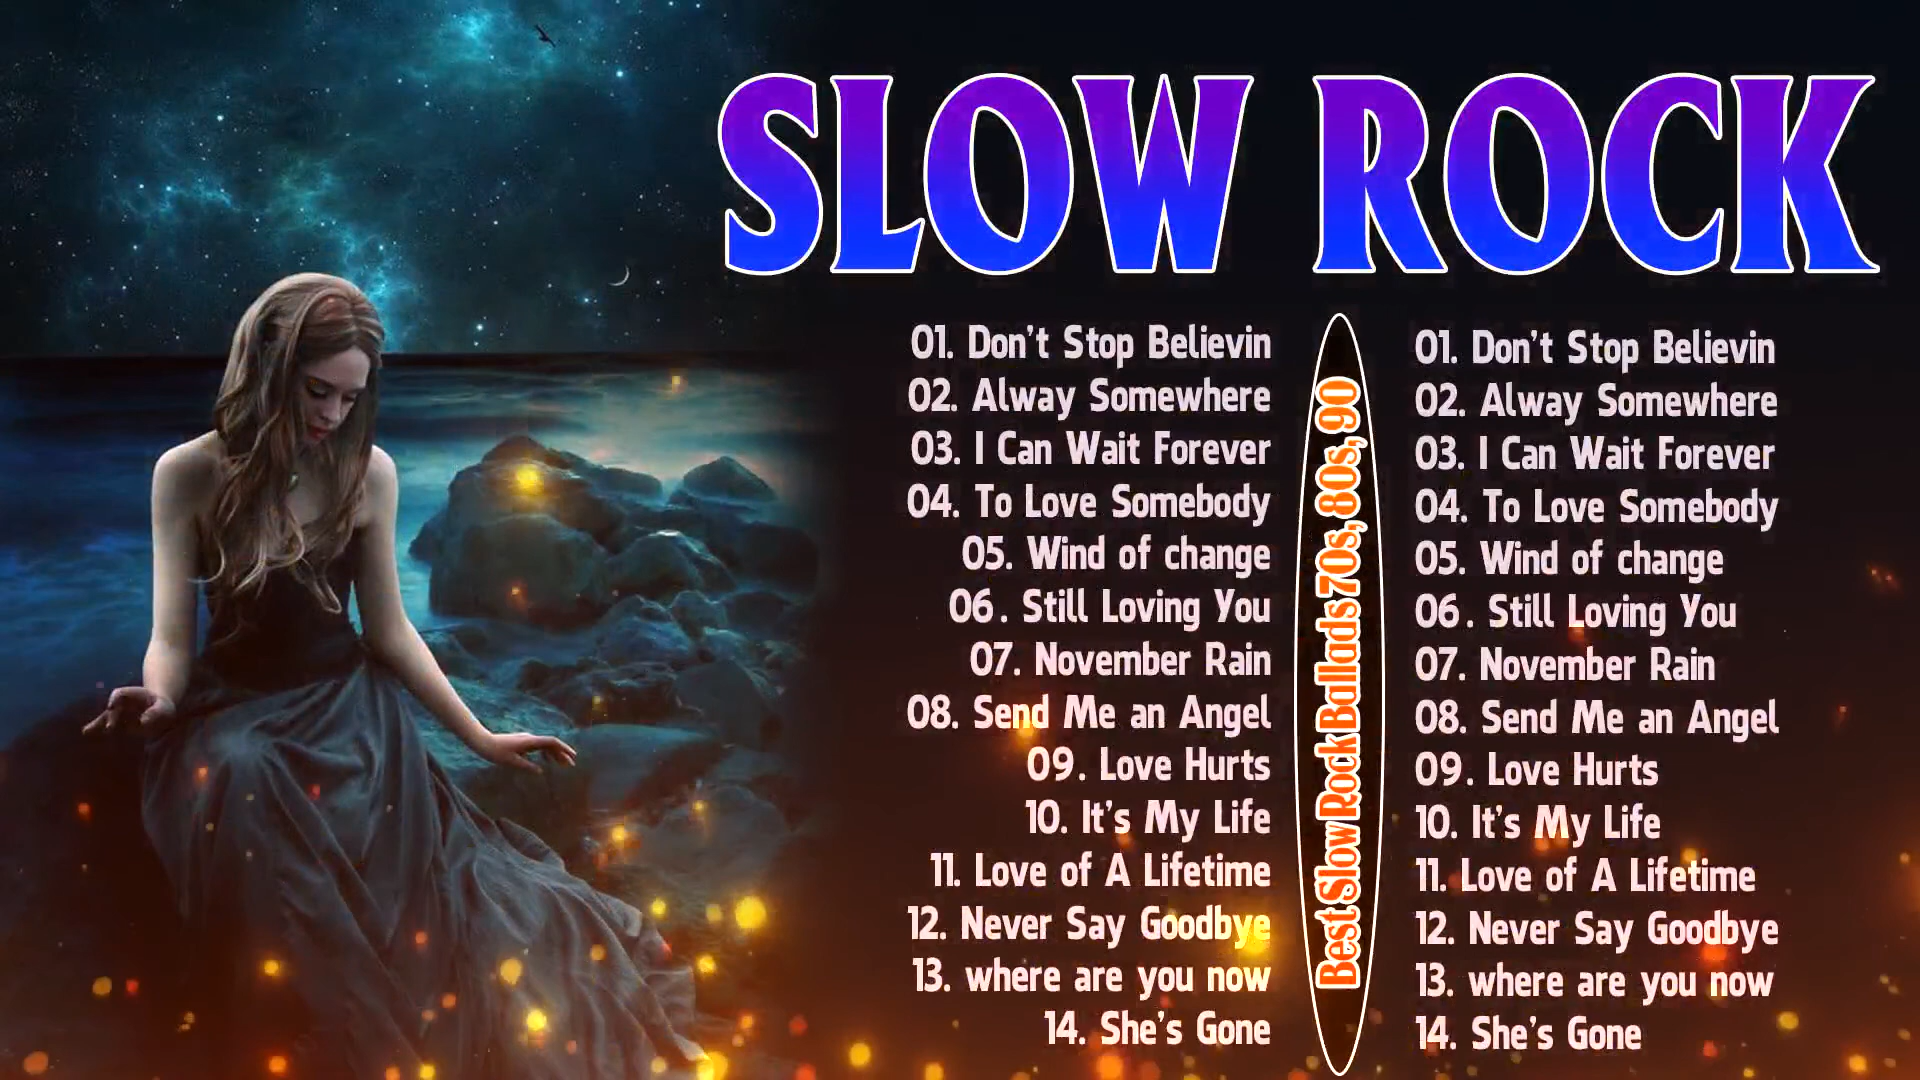 SLOW ROCK
01. Don't Stop Believin
02. Alway Somewhere
03. I Can Wait Forever
04. To Love Somebody
05. Wind of change
06. Still Loving You
07. November Rain
08. Send Me an Angel
09. Love Hurts
10. It's My Life
11. Love of A Lifetime
12. Never Say Goodbye
13. where are you now
14. She's Gone
Best Slow Rock Ballads 70s, 80s, 90
01. Don't Stop Believin
02. Alway Somewhere
03. I Can Wait Forever
04. To Love Somebody
05. Wind of change
06. Still Loving You
07. November Rain
08. Send Me an Angel
09. Love Hurts
10. It's My Life
11. Love of A Lifetime
12. Never Say Goodbye
13. where are you now
14. She's Gone